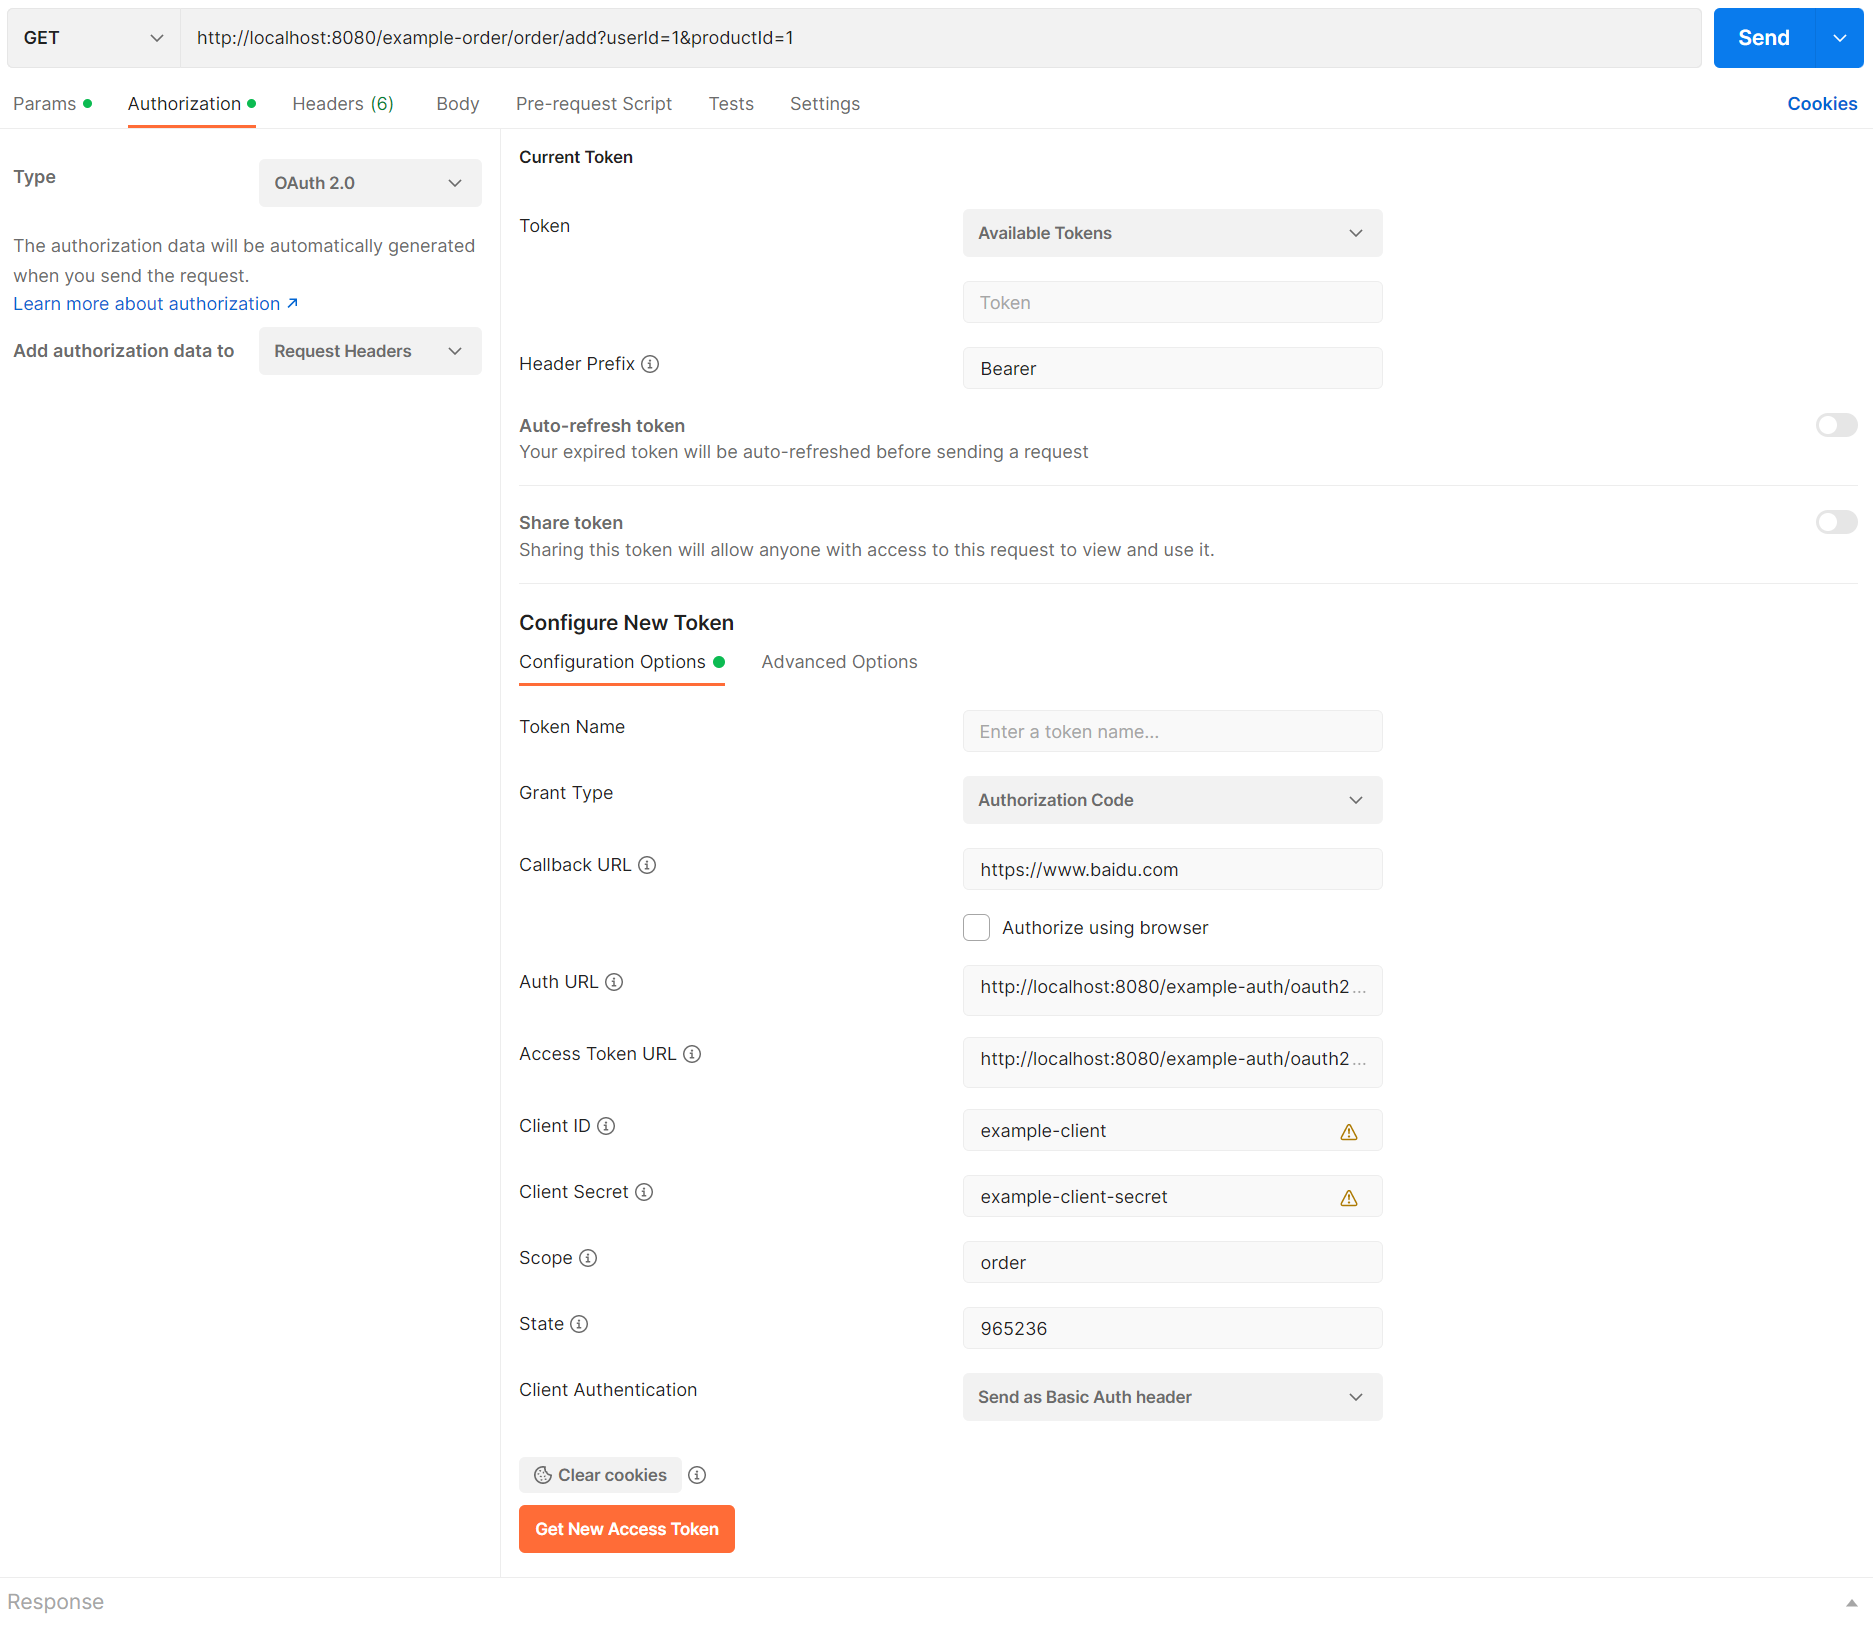 GET
http://localhost:8080/example-order/order/add?userId=1&productId=1
Send
Params
Authorization
Headers (6)
Body
Pre-request Script
Tests
Settings
Cookies
Type
OAuth 2.0
The authorization data will be automatically generated
when you send the request.
Learn more about authorization ↗
Add authorization data to
Request Headers
Current Token
Token
Available Tokens
Token
Header Prefix
Bearer
Auto-refresh token
Your expired token will be auto-refreshed before sending a request
Share token
Sharing this token will allow anyone with access to this request to view and use it.
Configure New Token
Configuration Options
Advanced Options
Token Name
Enter a token name...
Grant Type
Authorization Code
Callback URL
https://www.baidu.com
Authorize using browser
Auth URL
http://localhost:8080/example-auth/oauth2...
Access Token URL
http://localhost:8080/example-auth/oauth2...
Client ID
example-client
Client Secret
example-client-secret
Scope
order
State
965236
Client Authentication
Send as Basic Auth header
Clear cookies
Get New Access Token
Response